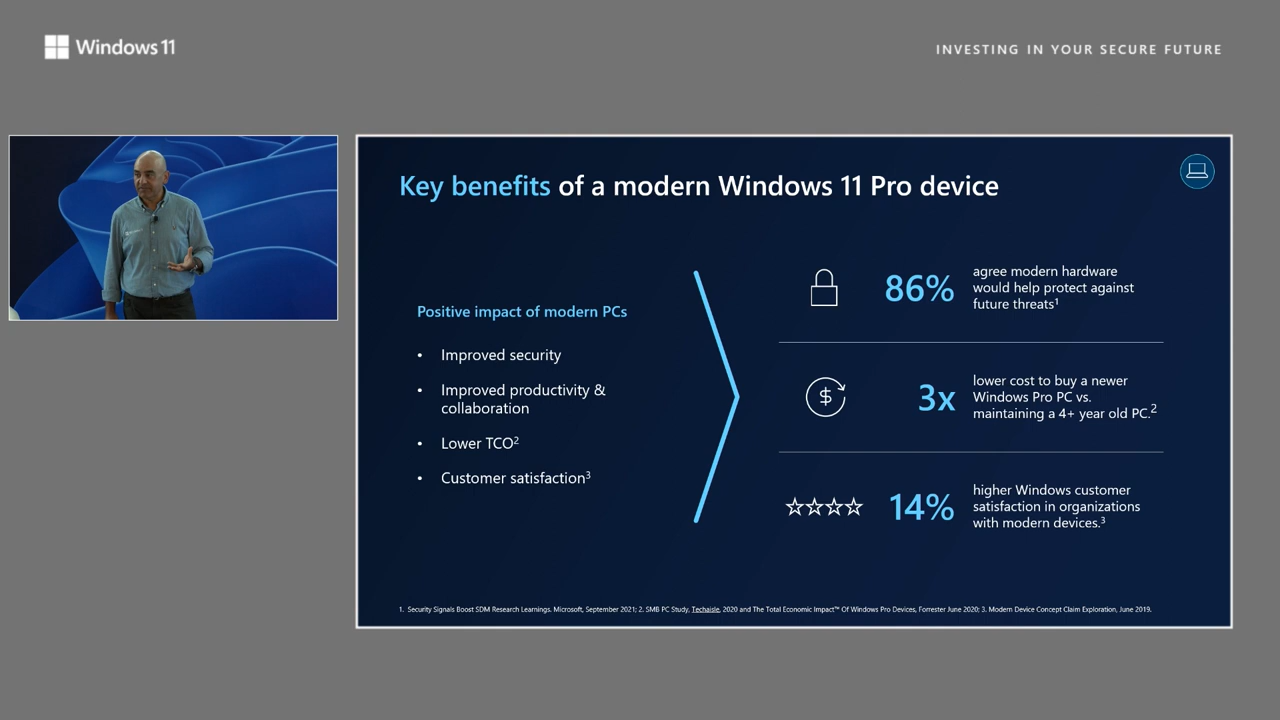 Windows 11
INVESTING IN YOUR SECURE FUTURE
Key benefits of a modern Windows 11 Pro device
Positive impact of modern PCs
• Improved security
• Improved productivity &
collaboration
• Lower TCO²
• Customer satisfaction³
86%
agree modern hardware
would help protect against
future threats¹
$
3x
lower cost to buy a newer
Windows Pro PC vs.
maintaining a 4+ year old PC.²
14%
higher Windows customer
satisfaction in organizations
with modern devices.³
1. Security Signals Boost SDM Research Learnings. Microsoft, September 2021; 2. SMB PC Study, Techaisle, 2020 and The Total Economic Impact™ Of Windows Pro Devices, Forrester June 2020; 3. Modern Device Concept Claim Exploration, June 2019.